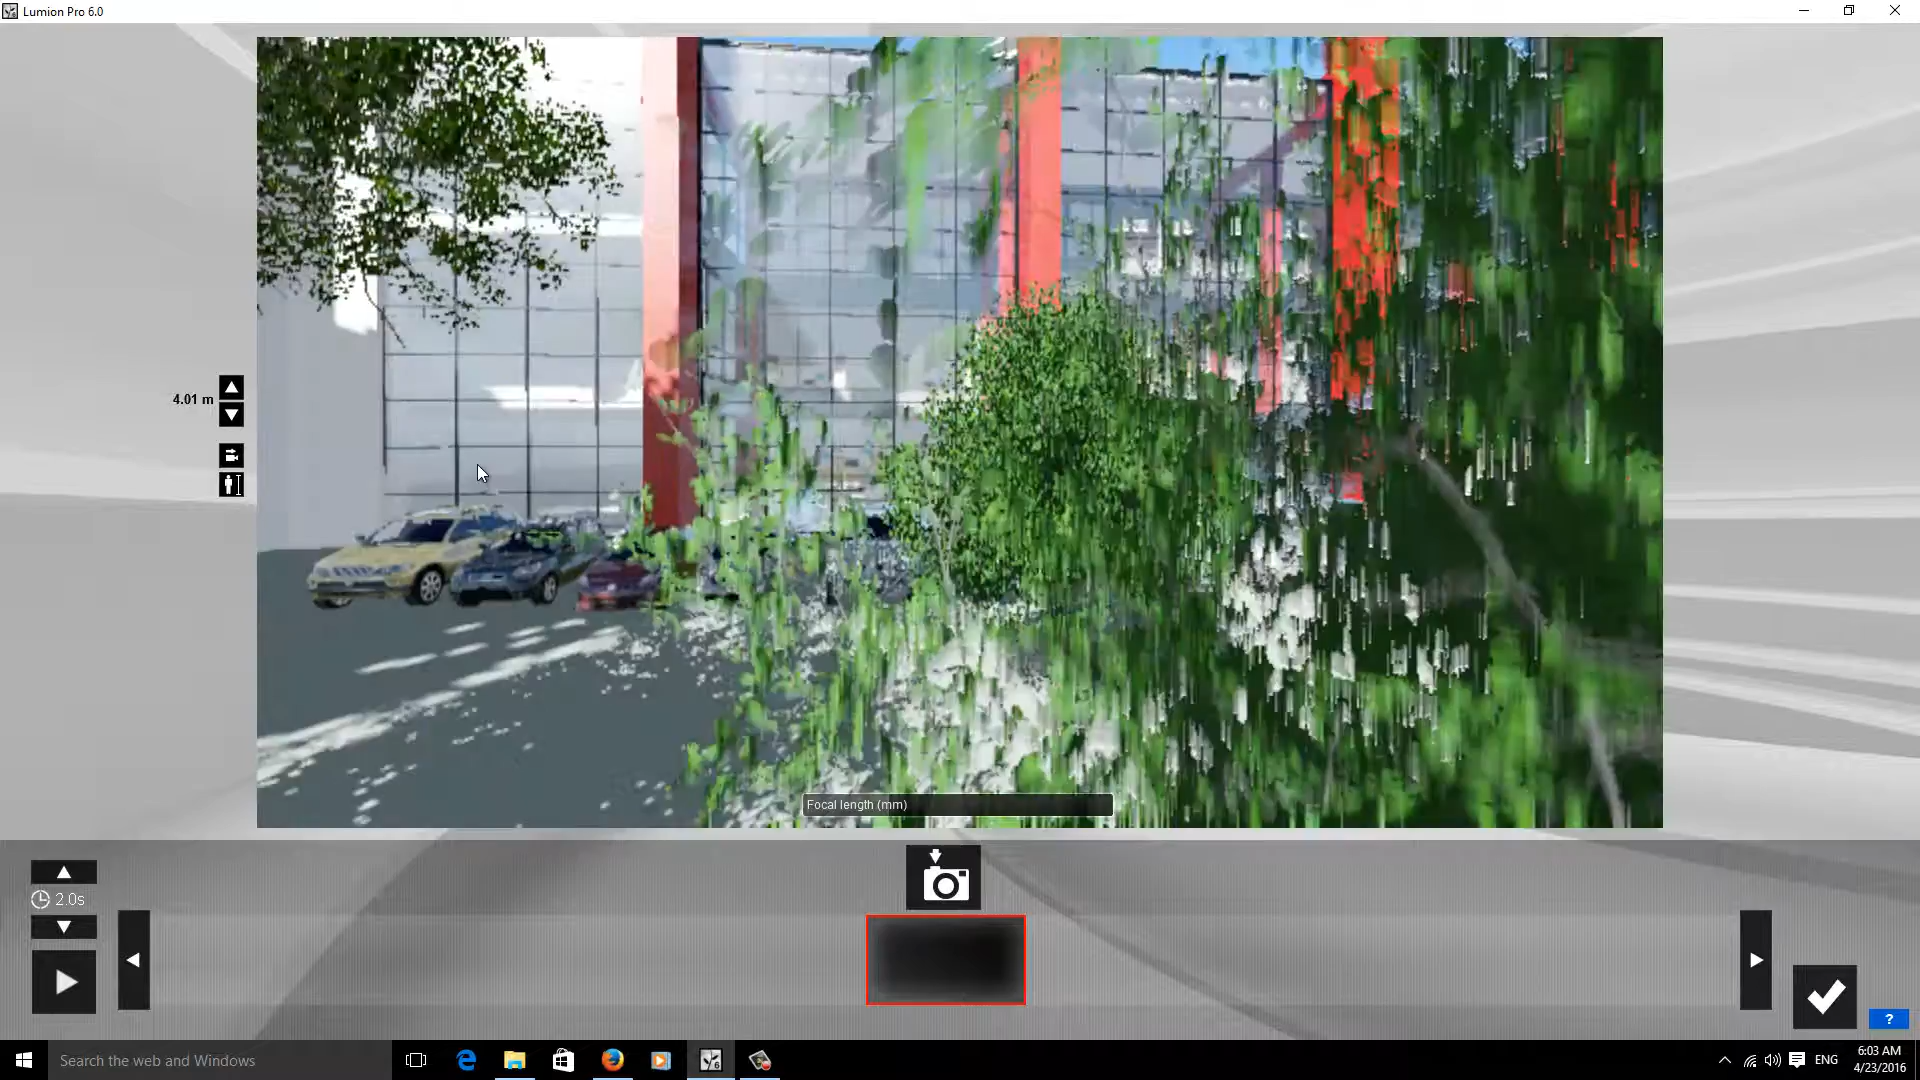 Lumion Pro 6.0
4.01 m
Focal length (mm)
2.0s
?
Search the web and Windows
ENG
6:03 AM
4/23/2016